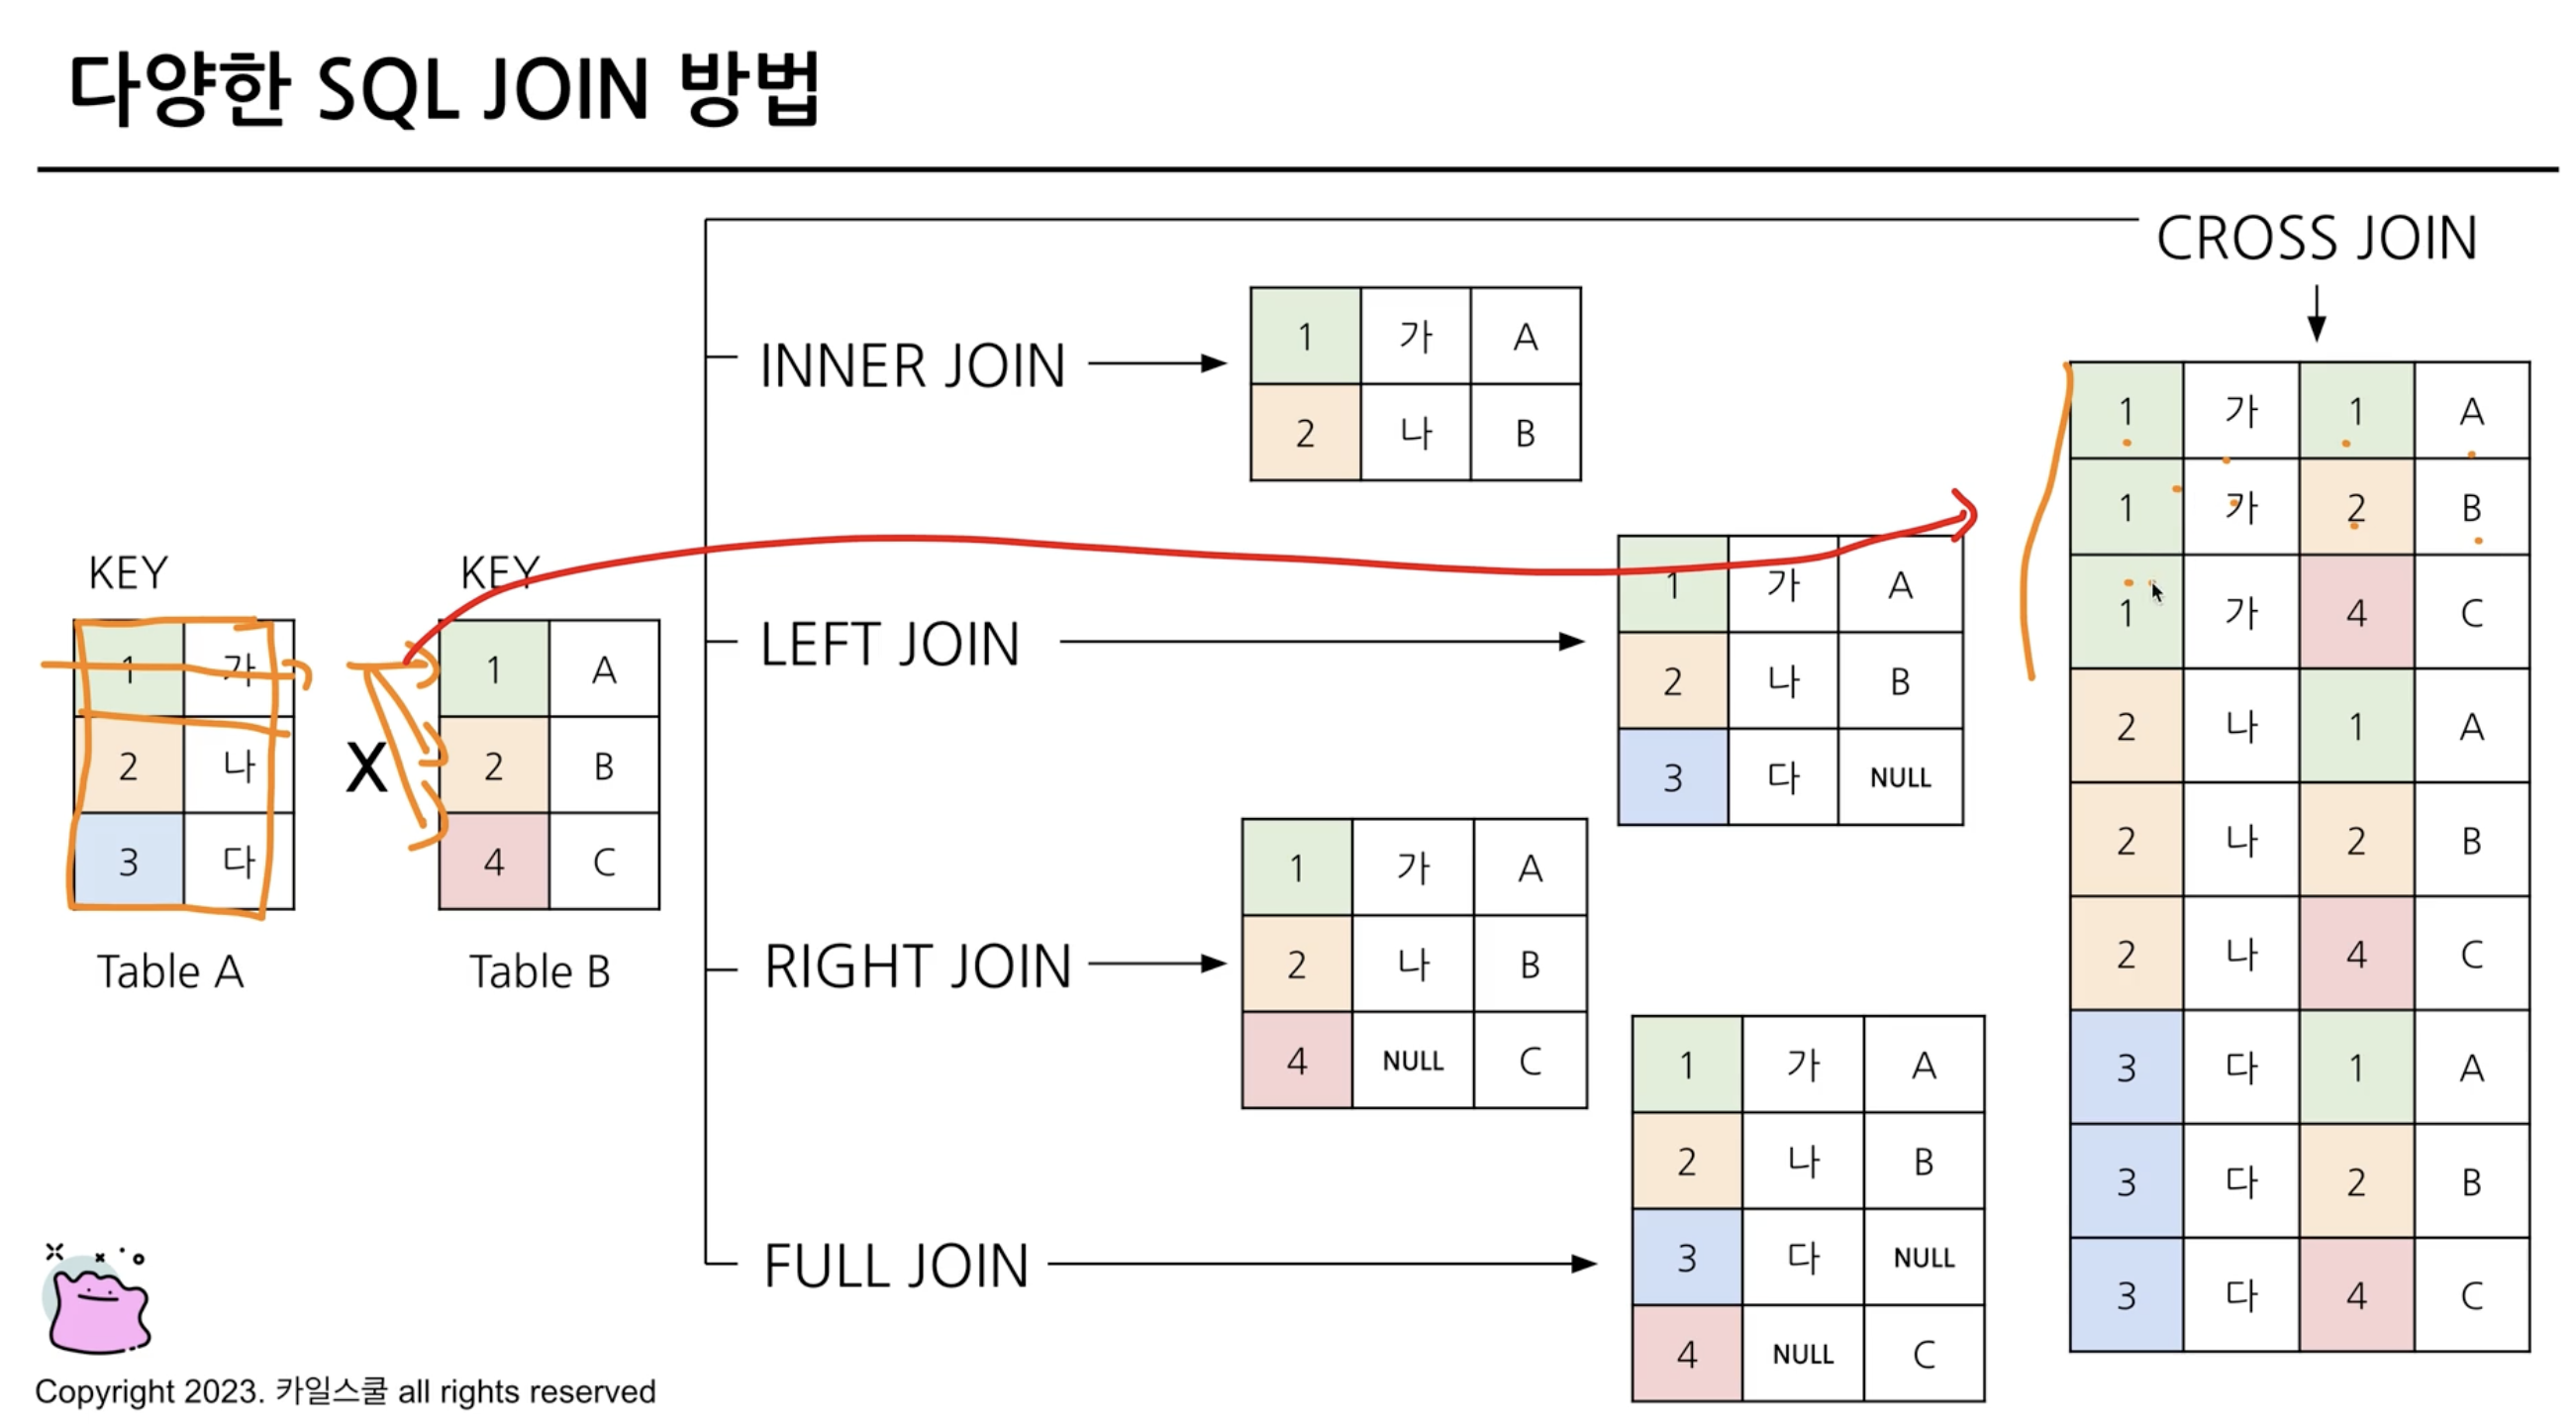 다양한 SQL JOIN 방법
CROSS JOIN
INNER JOIN
1 가 A
2 나 B
KEY
1 가
2 나
3 다
Table A
X
KEY
1 A
2 B
4 C
Table B
LEFT JOIN
1 가 A
2 나 B
3 다 NULL
RIGHT JOIN
1 가 A
2 나 B
4 NULL C
FULL JOIN
1 가 A
2 나 B
3 다 NULL
4 NULL C
1 가 1 A
1 가 2 B
1 가 4 C
2 나 1 A
2 나 2 B
2 나 4 C
3 다 1 A
3 다 2 B
3 다 4 C
Copyright 2023. 카일스쿨 all rights reserved